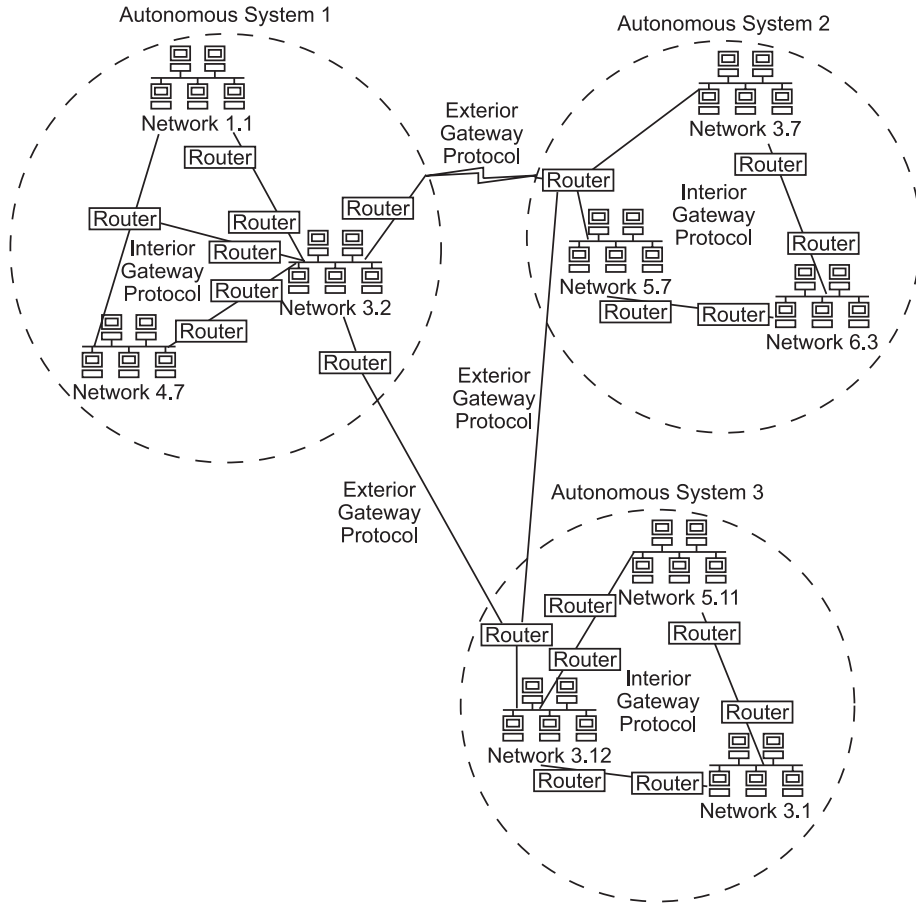 Autonomous System 1
Network 1.1
Router
Router
Router
Router
Router
Interior
Gateway
Protocol
Router
Router
Network 3.2
Network 4.7
Router
Exterior
Gateway
Protocol
Autonomous System 2
Network 3.7
Router
Router
Interior
Gateway
Protocol
Router
Network 5.7
Router
Router
Network 6.3
Exterior
Gateway
Protocol
Exterior
Gateway
Protocol
Autonomous System 3
Network 5.11
Router
Router
Router
Router
Interior
Gateway
Protocol
Router
Network 3.12
Router
Router
Network 3.1